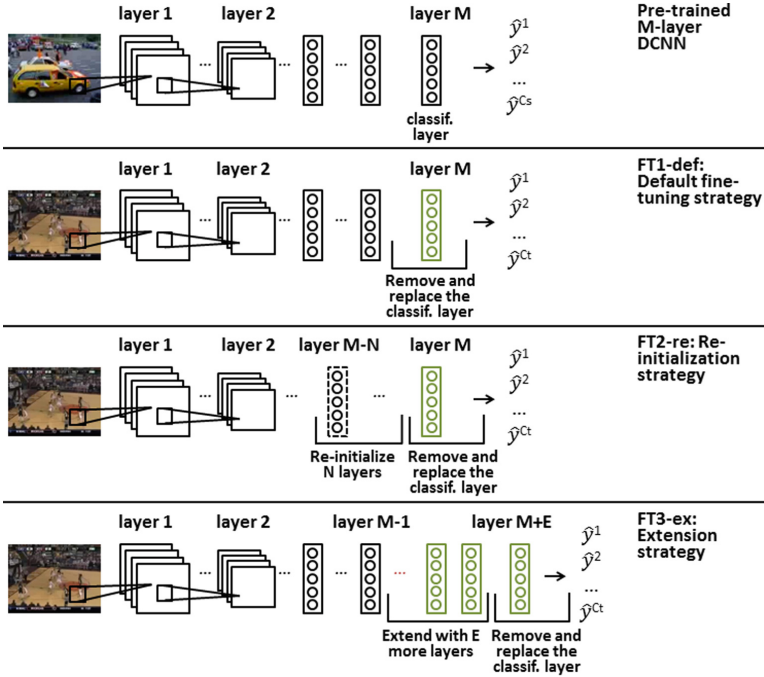 layer 1 layer 2 layer M
Pre-trained
M-layer
DCNN
... ... ...
ŷ¹
ŷ²
...
ŷCs
classif.
layer
layer 1 layer 2 layer M
FT1-def:
Default fine-
tuning strategy
... ... ...
ŷ¹
ŷ²
...
ŷCt
Remove and
replace the
classif. layer
layer 1 layer 2 layer M-N layer M
FT2-re: Re-
initialization
strategy
... ... ...
ŷ¹
ŷ²
...
ŷCt
Re-initialize
N layers
Remove and
replace the
classif. layer
layer 1 layer 2 layer M-1 layer M+E
FT3-ex:
Extension
strategy
... ... ... ...
ŷ¹
ŷ²
...
ŷCt
Extend with E
more layers
Remove and
replace the
classif. layer